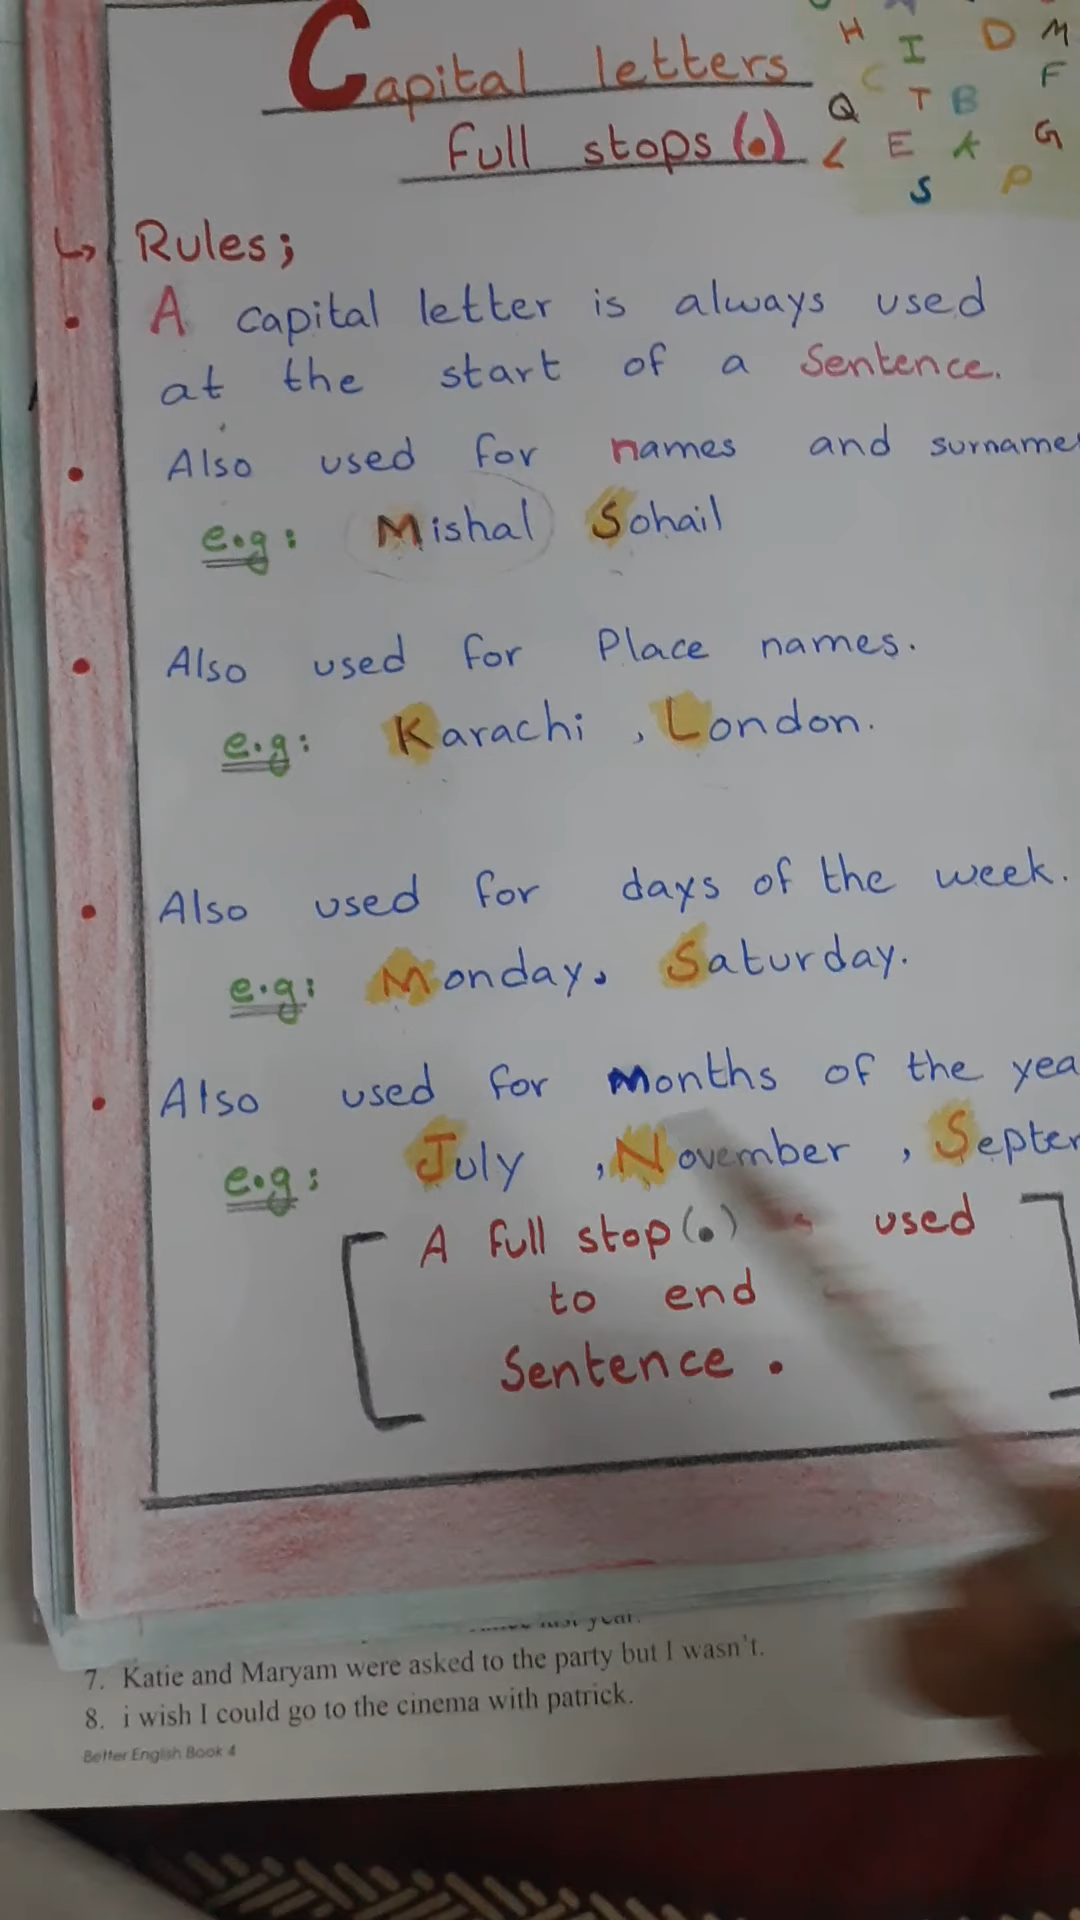 Capital letters
full stops (.)
H I D M
C F
Q T B
L E K G
S P
↳ Rules;
• A capital letter is always used
at the start of a Sentence.
• Also used for names and surname
e.g: Mishal Sohail
• Also used for Place names.
e.g: Karachi , London.
• Also used for days of the week.
e.g: Monday, Saturday.
• Also used for Months of the yea
e.g: July , November , Septe
[ A full stop (.) used
to end
Sentence . ]
year.
7. Katie and Maryam were asked to the party but I wasn't.
8. i wish I could go to the cinema with patrick.
Better English Book 4